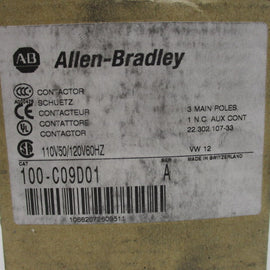 AB Allen-Bradley
CONTACTOR
SCHUETZ
CONTACTEUR
CONTATTORE
CONTACTOR
3 MAIN POLES
1 N.C. AUX CONT
22.302.107-33
110V50/120V60HZ
VW 12
CAT
SER
MADE IN SWITZERLAND
100-C09D01 A